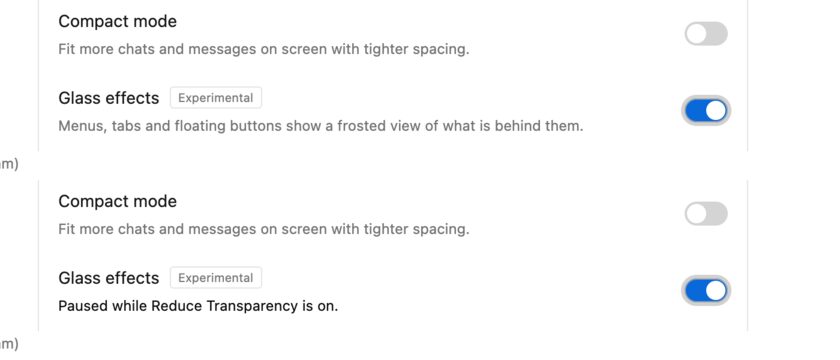 Compact mode
Fit more chats and messages on screen with tighter spacing.
Glass effects Experimental
Menus, tabs and floating buttons show a frosted view of what is behind them.
am)
Compact mode
Fit more chats and messages on screen with tighter spacing.
Glass effects Experimental
Paused while Reduce Transparency is on.
am)